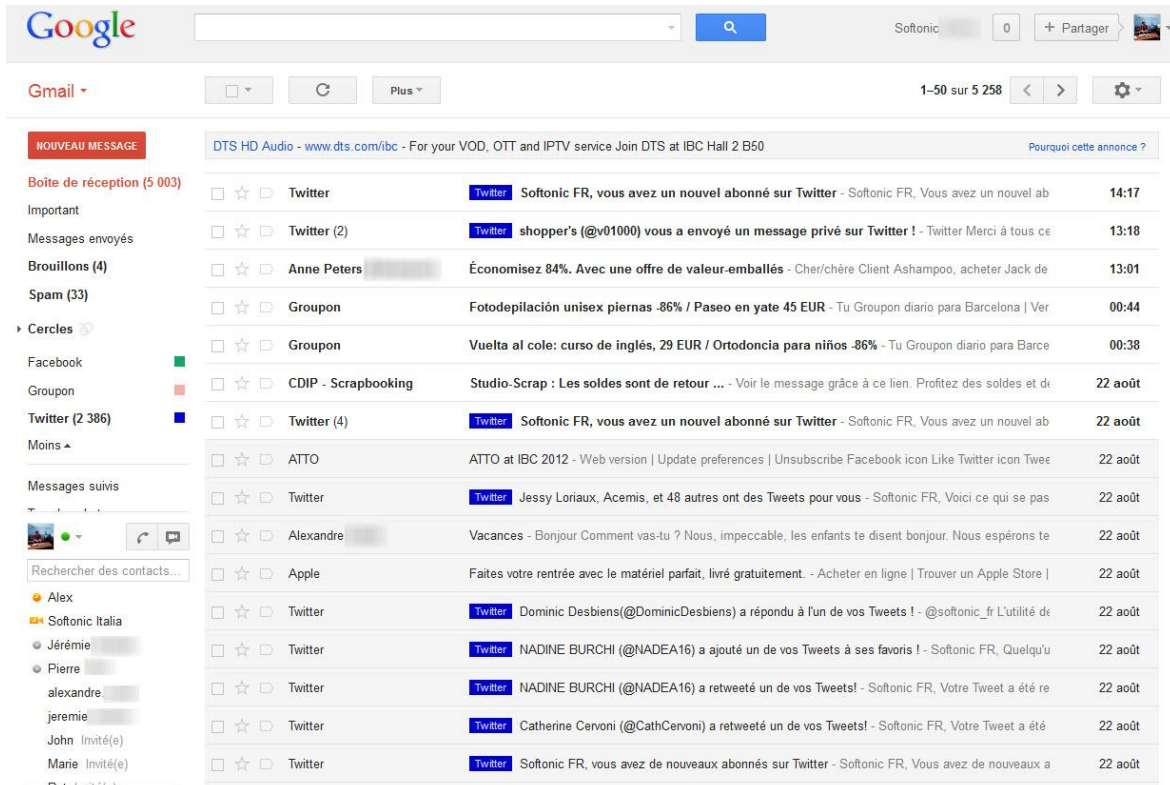 Google
Softonic 0 + Partager
Gmail
Plus
1–50 sur 5 258
NOUVEAU MESSAGE
Boîte de réception (5 003)
Important
Messages envoyés
Brouillons (4)
Spam (33)
Cercles
Facebook
Groupon
Twitter (2 386)
Moins
Messages suivis
Rechercher des contacts...
Alex
Softonic Italia
Jérémie
Pierre
alexandre.
jeremie
John Invité(e)
Marie Invité(e)
DTS HD Audio - www.dts.com/ibc - For your VOD, OTT and IPTV service Join DTS at IBC Hall 2 B50 Pourquoi cette annonce ?
Twitter Twitter Softonic FR, vous avez un nouvel abonné sur Twitter - Softonic FR, Vous avez un nouvel ab 14:17
Twitter (2) Twitter shopper's (@v01000) vous a envoyé un message privé sur Twitter ! - Twitter Merci à tous ce 13:18
Anne Peters Économisez 84%. Avec une offre de valeur-emballés - Cher/chère Client Ashampoo, acheter Jack de 13:01
Groupon Fotodepilación unisex piernas -86% / Paseo en yate 45 EUR - Tu Groupon diario para Barcelona | Ver 00:44
Groupon Vuelta al cole: curso de inglés, 29 EUR / Ortodoncia para niños -86% - Tu Groupon diario para Barce 00:38
CDIP - Scrapbooking Studio-Scrap : Les soldes sont de retour ... - Voir le message grâce à ce lien. Profitez des soldes et de 22 août
Twitter (4) Twitter Softonic FR, vous avez un nouvel abonné sur Twitter - Softonic FR, Vous avez un nouvel ab 22 août
ATTO ATTO at IBC 2012 - Web version | Update preferences | Unsubscribe Facebook icon Like Twitter icon Twee 22 août
Twitter Twitter Jessy Loriaux, Acemis, et 48 autres ont des Tweets pour vous - Softonic FR, Voici ce qui se pas 22 août
Alexandre Vacances - Bonjour Comment vas-tu ? Nous, impeccable, les enfants te disent bonjour. Nous espérons te 22 août
Apple Faites votre rentrée avec le matériel parfait, livré gratuitement. - Acheter en ligne | Trouver un Apple Store | 22 août
Twitter Twitter Dominic Desbiens(@DominicDesbiens) a répondu à l'un de vos Tweets ! - @softonic_fr L'utilité de 22 août
Twitter Twitter NADINE BURCHI (@NADEA16) a ajouté un de vos Tweets à ses favoris ! - Softonic FR, Quelqu'u 22 août
Twitter Twitter NADINE BURCHI (@NADEA16) a retweeté un de vos Tweets! - Softonic FR, Votre Tweet a été re 22 août
Twitter Twitter Catherine Cervoni (@CathCervoni) a retweeté un de vos Tweets! - Softonic FR, Votre Tweet a été 22 août
Twitter Twitter Softonic FR, vous avez de nouveaux abonnés sur Twitter - Softonic FR, Vous avez de nouveaux a 22 août